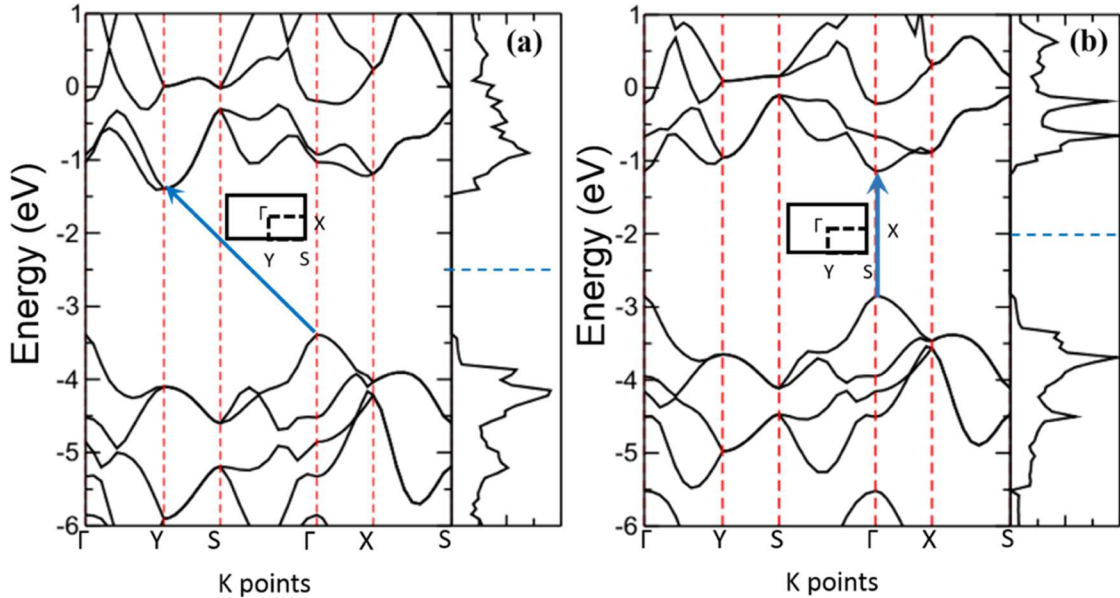 (a)
Energy (eV)
1
0
-1
-2
-3
-4
-5
-6
Γ
X
Y S
Γ Y S Γ X S
K points
(b)
Energy (eV)
1
0
-1
-2
-3
-4
-5
-6
Γ
X
Y S
Γ Y S Γ X S
K points